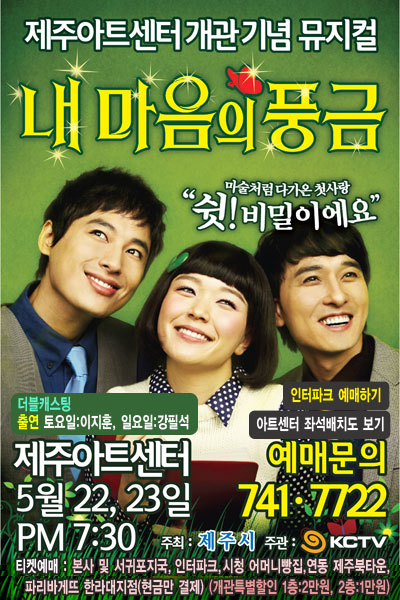 제주아트센터 개관 기념 뮤지컬
내 마음의 풍금
마술처럼 다가온 첫사랑
"쉿! 비밀이에요"
더블캐스팅
출연 토요일:이지훈, 일요일:강필석
인터파크 예매하기
아트센터 좌석배치도 보기
제주아트센터
5월 22, 23일
PM 7:30
예매문의
741·7722
주최 : 제주시 주관 : KCTV
티켓예매 : 본사 및 서귀포지국, 인터파크, 시청 어머니빵집, 연동 제주북타운,
파리바게뜨 한라대지점(현금만 결제) (개관특별할인 1층:2만원, 2층:1만원)